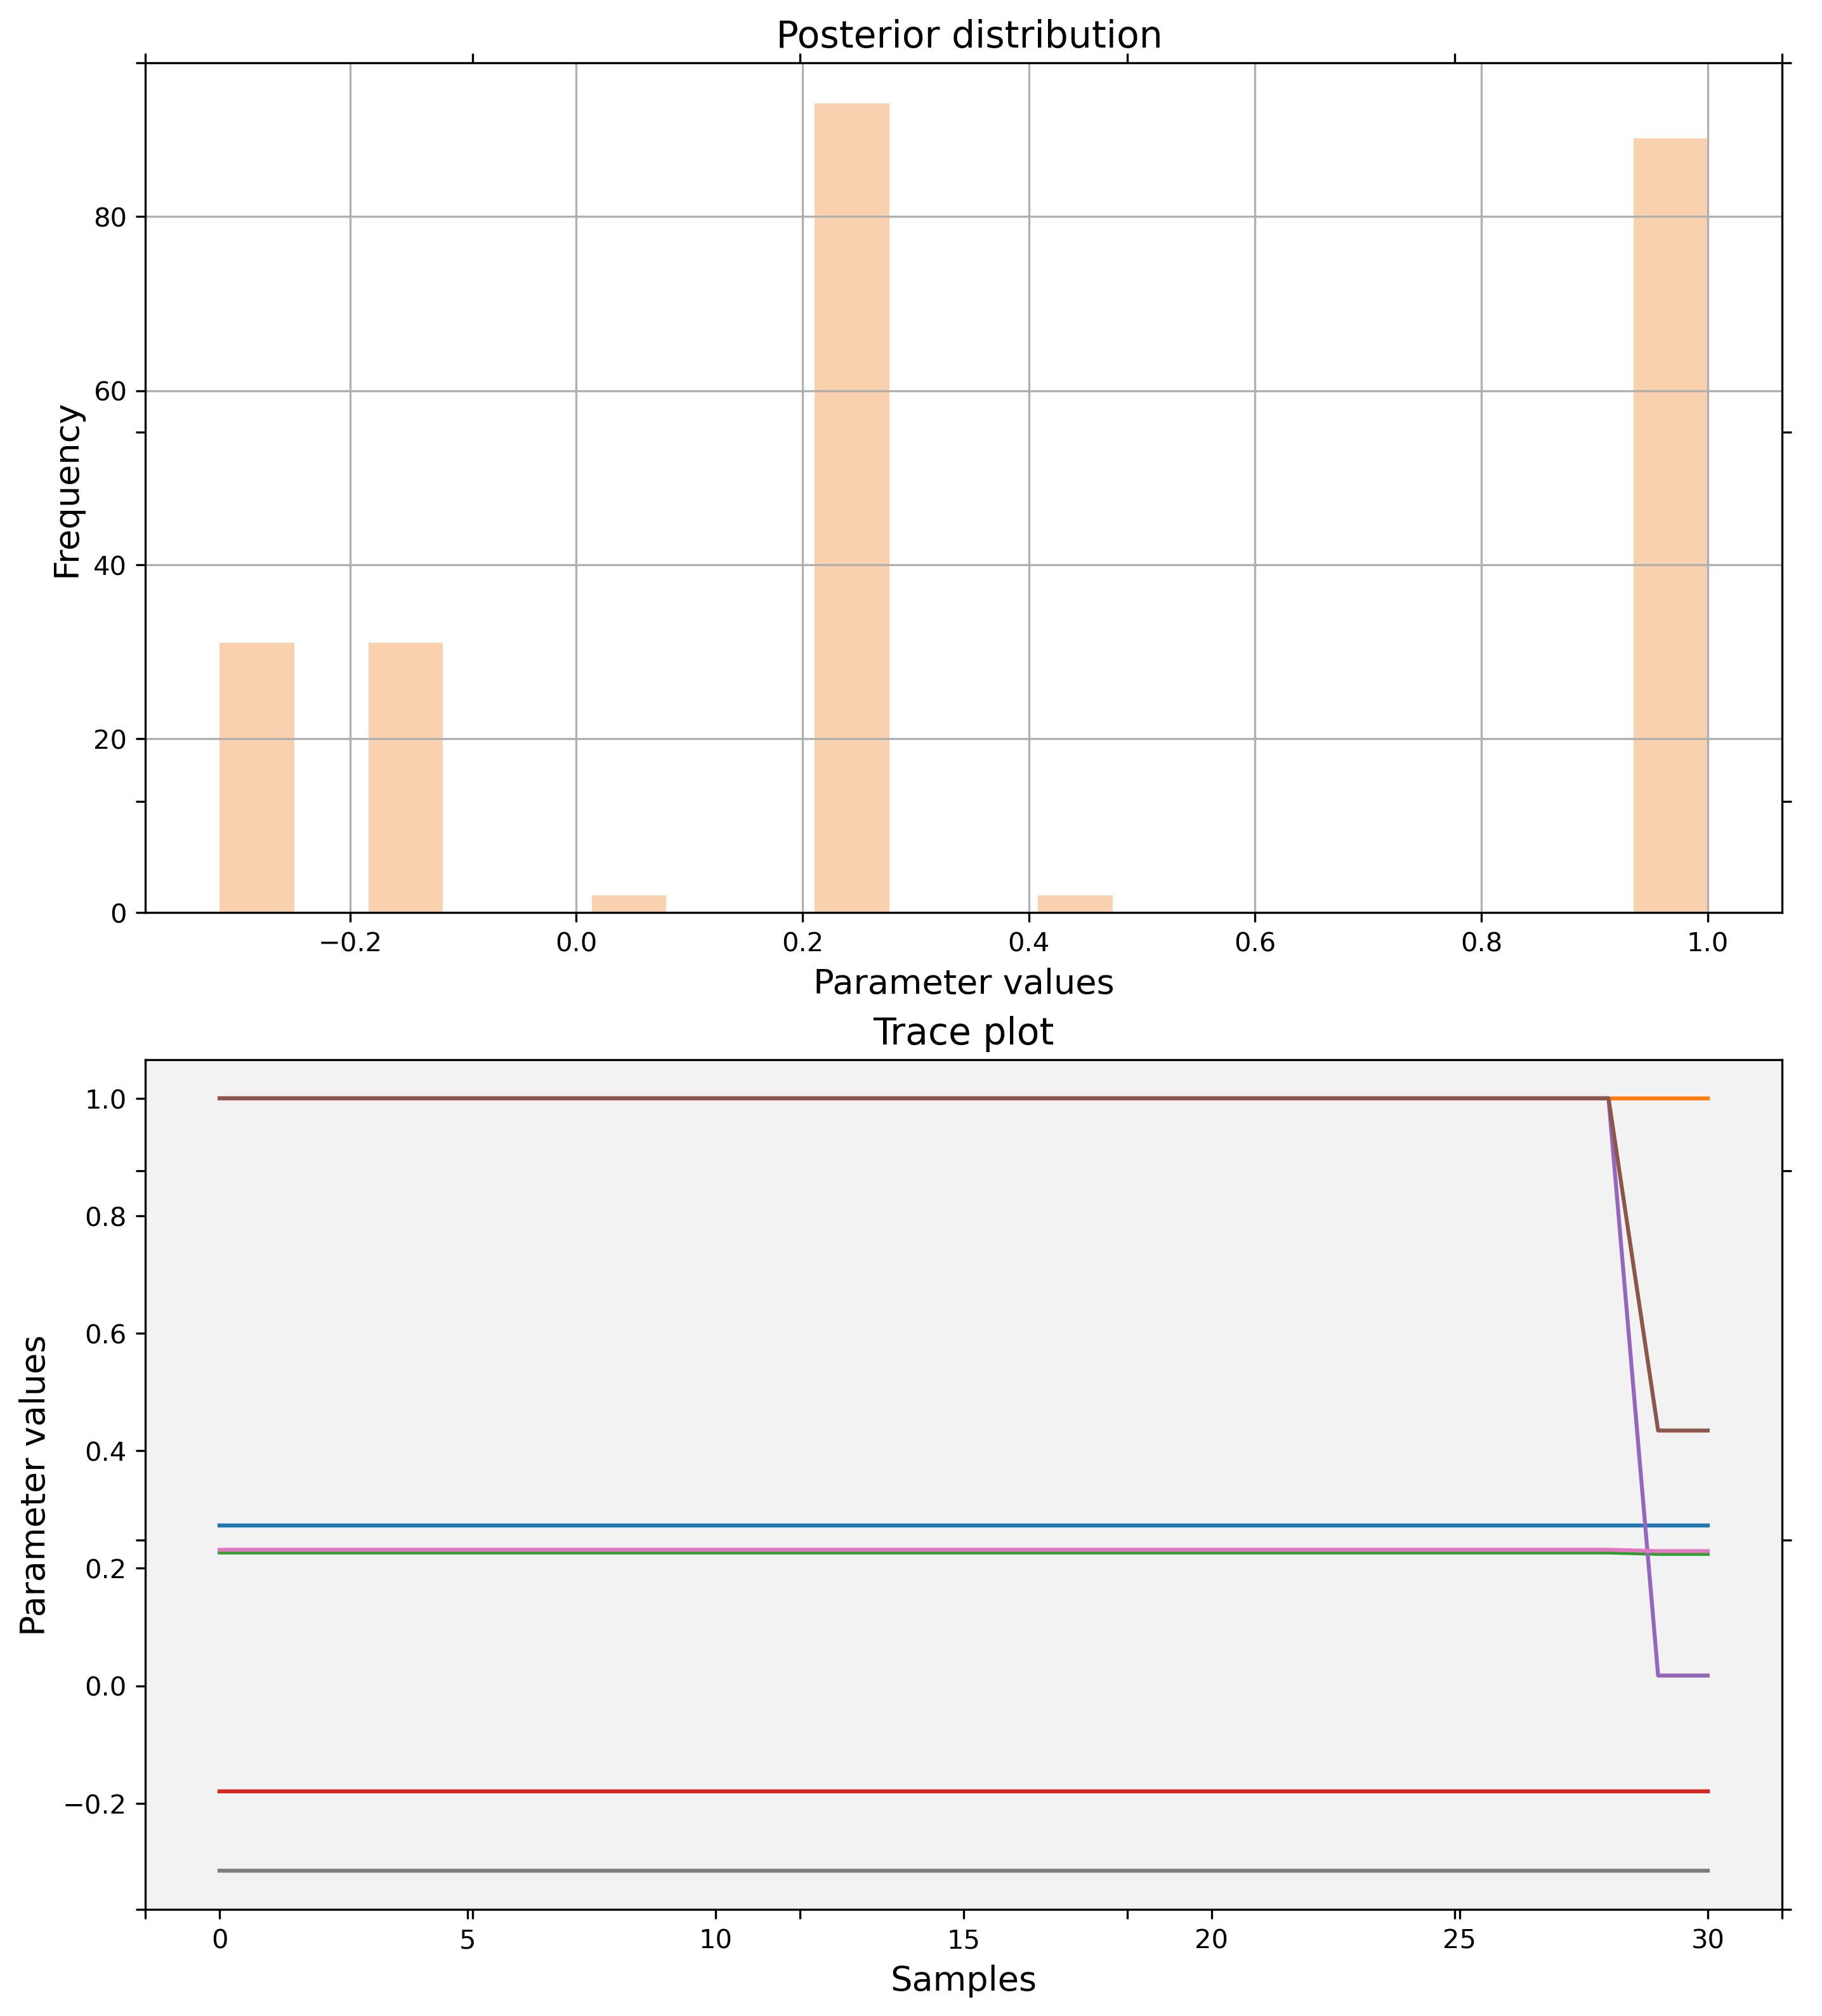 Posterior distribution
80
60
40
20
0
Frequency
−0.2 0.0 0.2 0.4 0.6 0.8 1.0
Parameter values
Trace plot
1.0
0.8
0.6
0.4
0.2
0.0
−0.2
Parameter values
0 5 10 15 20 25 30
Samples